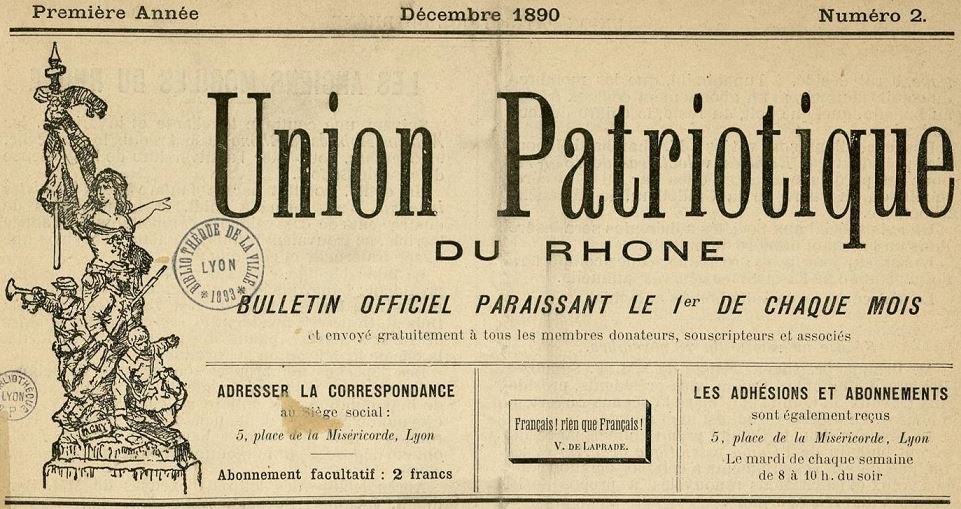 Première Année Décembre 1890 Numéro 2.
Union Patriotique
DU RHONE
BIBLIOTHÈQUE DE LA VILLE
LYON
* 1893 *
BULLETIN OFFICIEL PARAISSANT LE 1er DE CHAQUE MOIS
et envoyé gratuitement à tous les membres donateurs, souscripteurs et associés
BIBLIOTHÈQUE
LYON
ADRESSER LA CORRESPONDANCE
au Siège social :
5, place de la Miséricorde, Lyon
Abonnement facultatif : 2 francs
Français ! rien que Français !
V. DE LAPRADE.
LES ADHÉSIONS ET ABONNEMENTS
sont également reçus
5, place de la Miséricorde, Lyon
Le mardi de chaque semaine
de 8 à 10 h. du soir